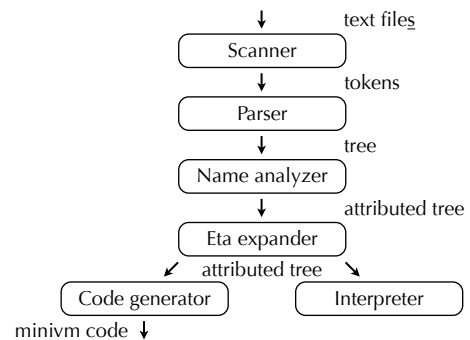 text files
Scanner
tokens
Parser
tree
Name analyzer
attributed tree
Eta expander
attributed tree
Code generator
Interpreter
minivm code